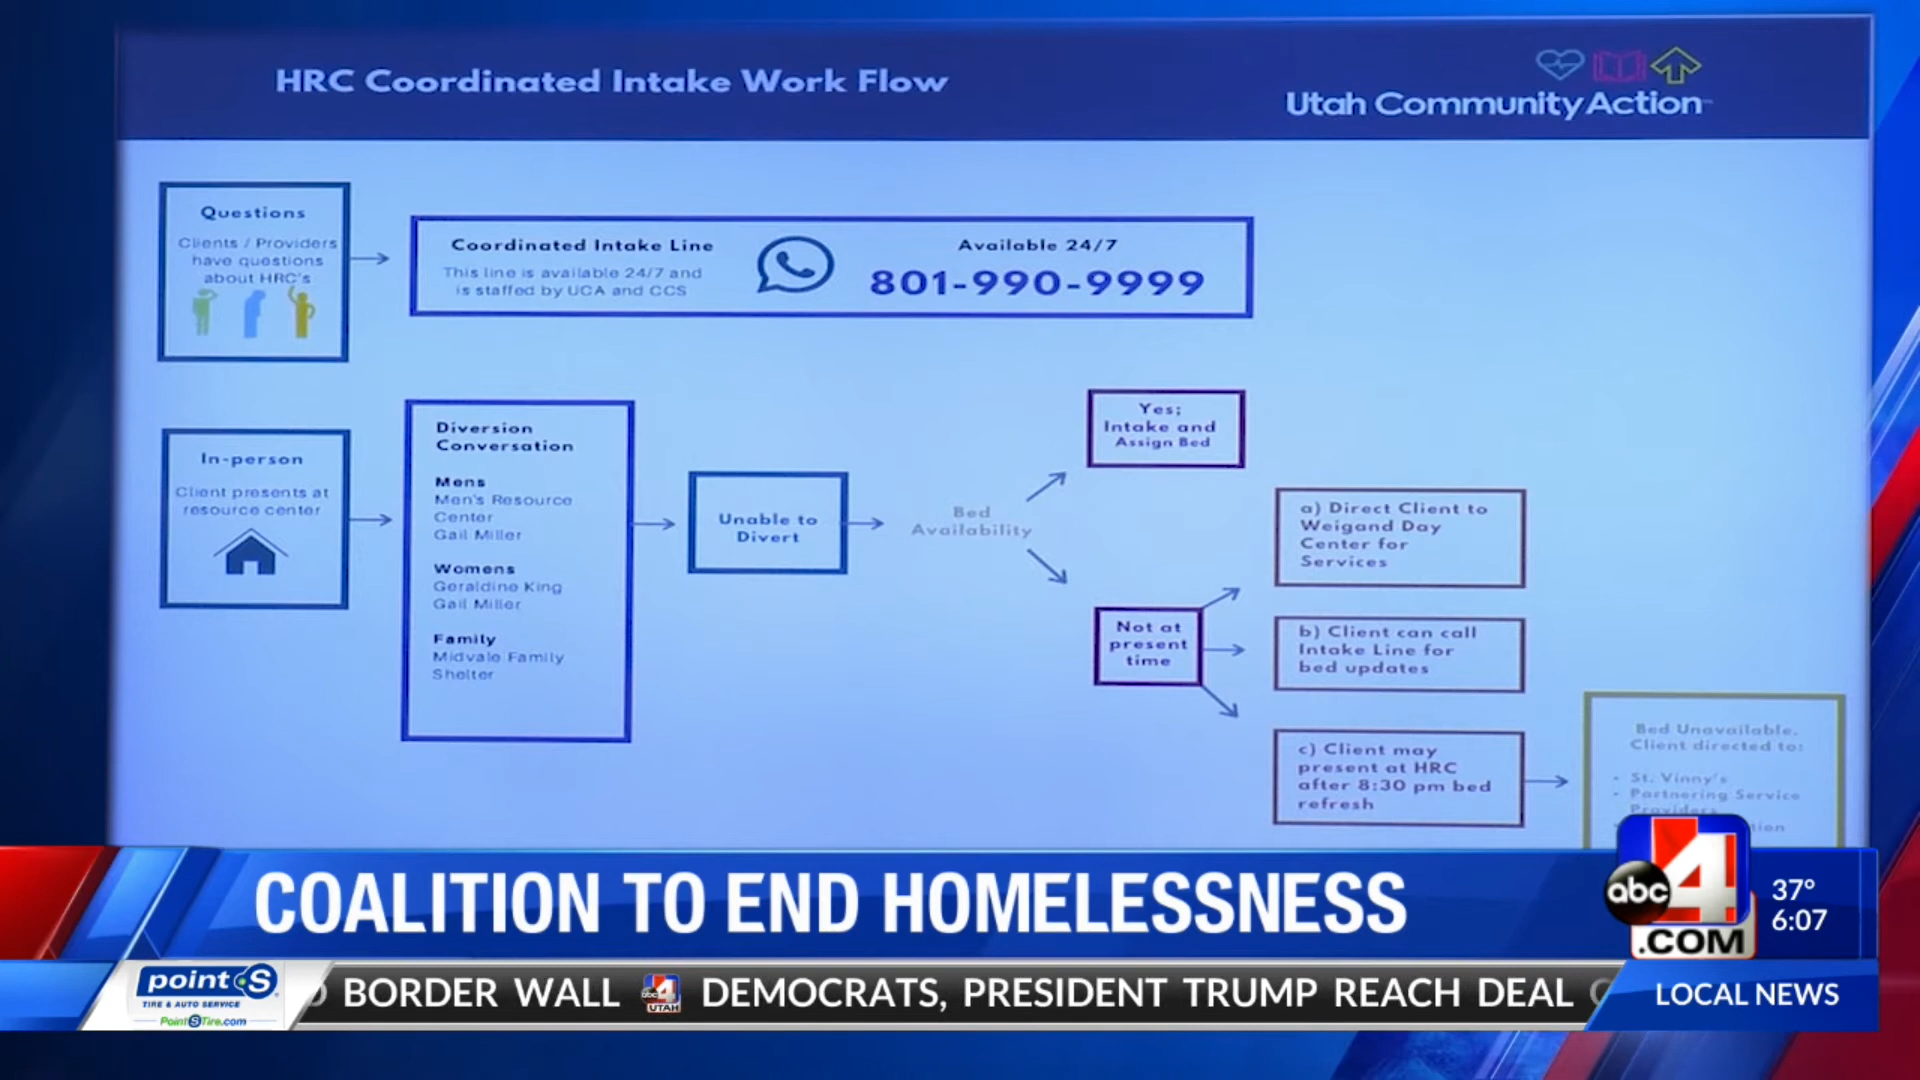 HRC Coordinated Intake Work Flow
Utah Community Action
Questions
Clients / Providers
have questions
about HRC's
Coordinated Intake Line
This line is available 24/7 and
is staffed by UCA and CCS
Available 24/7
801-990-9999
In-person
Client presents at
resource center
Diversion
Conversation
Mens
Men's Resource
Center
Gail Miller
Womens
Geraldine King
Gail Miller
Family
Midvale Family
Shelter
Unable to
Divert
Bed
Availability
Yes;
Intake and
Assign Bed
Not at
present
time
a) Direct Client to
Weigand Day
Center for
Services
b) Client can call
Intake Line for
bed updates
c) Client may
present at HRC
after 8:30 pm bed
refresh
Bed Unavailable.
Client directed to:
• St. Vinny's
• Partnering Service
Providers
COALITION TO END HOMELESSNESS
abc 4
.COM
37°
6:07
point S
TIRE & AUTO SERVICE
PointSTire.com
BORDER WALL abc 4 UTAH DEMOCRATS, PRESIDENT TRUMP REACH DEAL
LOCAL NEWS